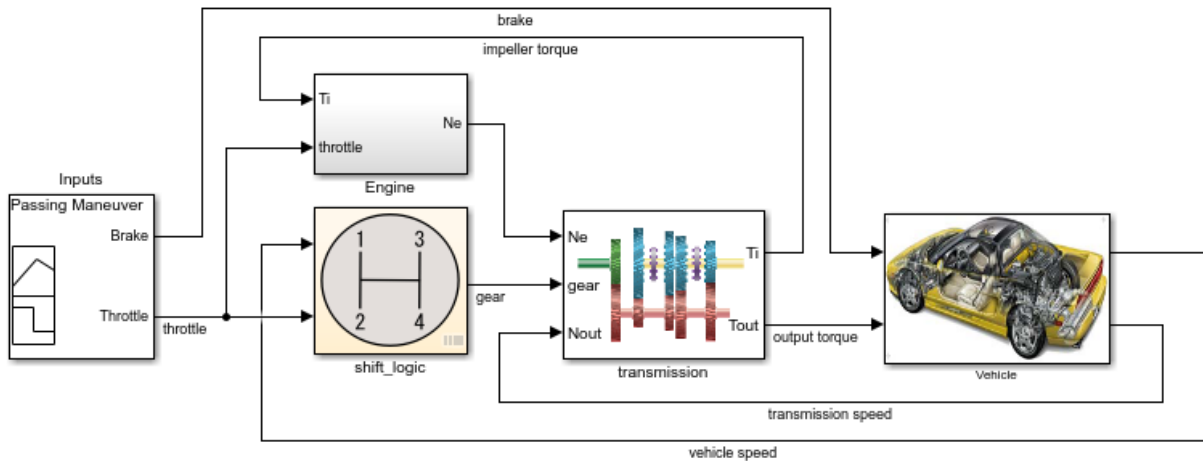 brake
impeller torque
Ti
Ne
throttle
Engine
Inputs
Passing Maneuver
Brake
Throttle
throttle
1 3
2 4
shift_logic
gear
Ne
gear
Nout
Ti
Tout
transmission
output torque
Vehicle
transmission speed
vehicle speed